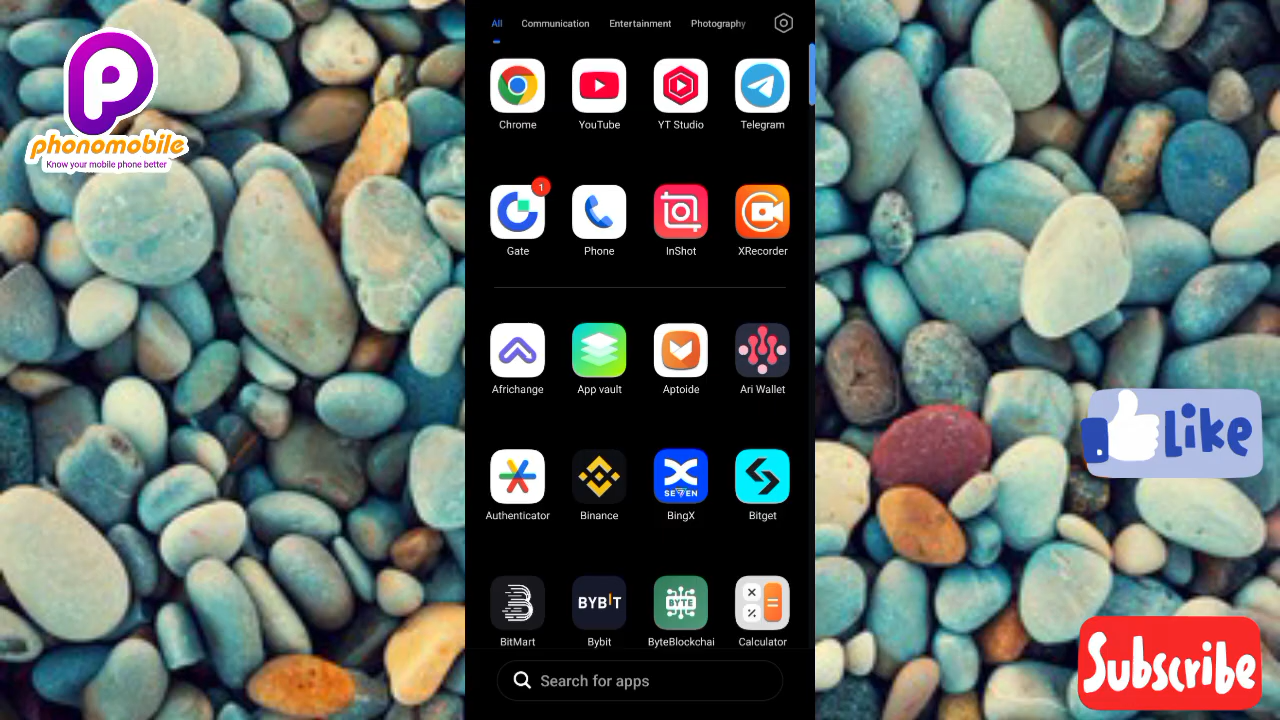 All Communication Entertainment Photography
Chrome YouTube YT Studio Telegram
1
Gate Phone InShot XRecorder
Africhange App vault Aptoide Ari Wallet
SEVEN
Authenticator Binance BingX Bitget
BYBIT BYTE
BitMart Bybit ByteBlockchai Calculator
Search for apps
P
phonomobile
Know your mobile phone better
Like
Subscribe